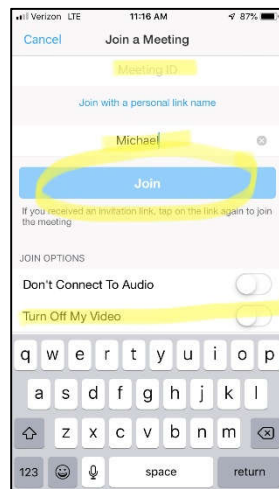 Verizon LTE 11:16 AM 87%
Cancel Join a Meeting
Meeting ID
Join with a personal link name
Michael
Join
If you received an invitation link, tap on the link again to join
the meeting
JOIN OPTIONS
Don't Connect To Audio
Turn Off My Video
q w e r t y u i o p
a s d f g h j k l
z x c v b n m
123 space return